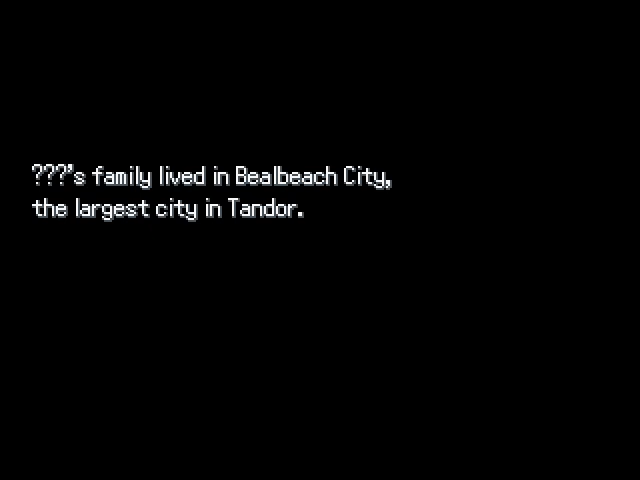 ???'s family lived in Bealbeach City,
the largest city in Tandor.